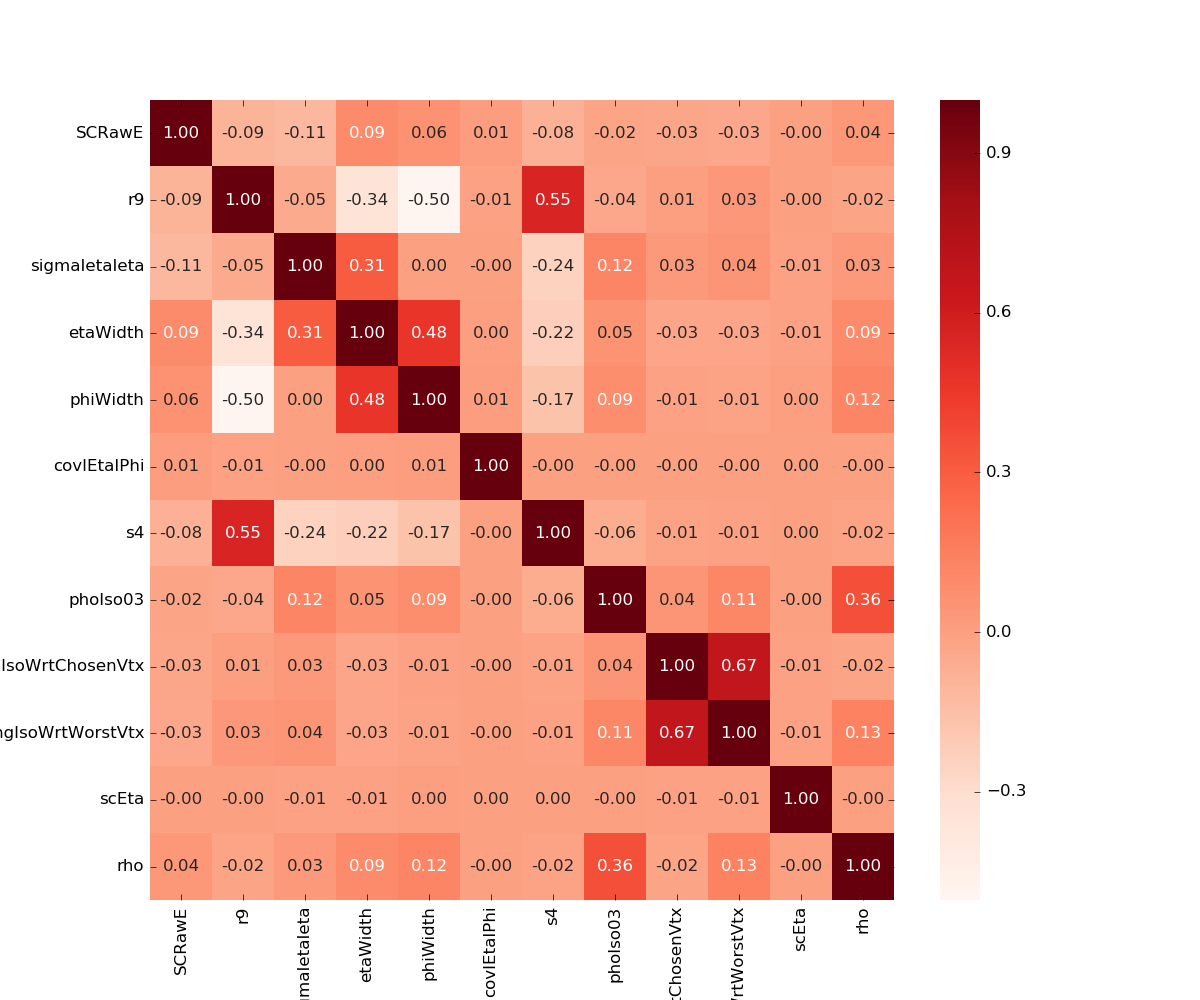 SCRawE 1.00 -0.09 -0.11 0.09 0.06 0.01 -0.08 -0.02 -0.03 -0.03 -0.00 0.04
r9 -0.09 1.00 -0.05 -0.34 -0.50 -0.01 0.55 -0.04 0.01 0.03 -0.00 -0.02
sigmaIetaIeta -0.11 -0.05 1.00 0.31 0.00 -0.00 -0.24 0.12 0.03 0.04 -0.01 0.03
etaWidth 0.09 -0.34 0.31 1.00 0.48 0.00 -0.22 0.05 -0.03 -0.03 -0.01 0.09
phiWidth 0.06 -0.50 0.00 0.48 1.00 0.01 -0.17 0.09 -0.01 -0.01 0.00 0.12
covIEtaIPhi 0.01 -0.01 -0.00 0.00 0.01 1.00 -0.00 -0.00 -0.00 -0.00 0.00 -0.00
s4 -0.08 0.55 -0.24 -0.22 -0.17 -0.00 1.00 -0.06 -0.01 -0.01 0.00 -0.02
phoIso03 -0.02 -0.04 0.12 0.05 0.09 -0.00 -0.06 1.00 0.04 0.11 -0.00 0.36
IsoWrtChosenVtx -0.03 0.01 0.03 -0.03 -0.01 -0.00 -0.01 0.04 1.00 0.67 -0.01 -0.02
ngIsoWrtWorstVtx -0.03 0.03 0.04 -0.03 -0.01 -0.00 -0.01 0.11 0.67 1.00 -0.01 0.13
scEta -0.00 -0.00 -0.01 -0.01 0.00 0.00 0.00 -0.00 -0.01 -0.01 1.00 -0.00
rho 0.04 -0.02 0.03 0.09 0.12 -0.00 -0.02 0.36 -0.02 0.13 -0.00 1.00
SCRawE
r9
gmaIetaIeta
etaWidth
phiWidth
covIEtaIPhi
s4
phoIso03
tChosenVtx
WrtWorstVtx
scEta
rho
0.9
0.6
0.3
0.0
−0.3